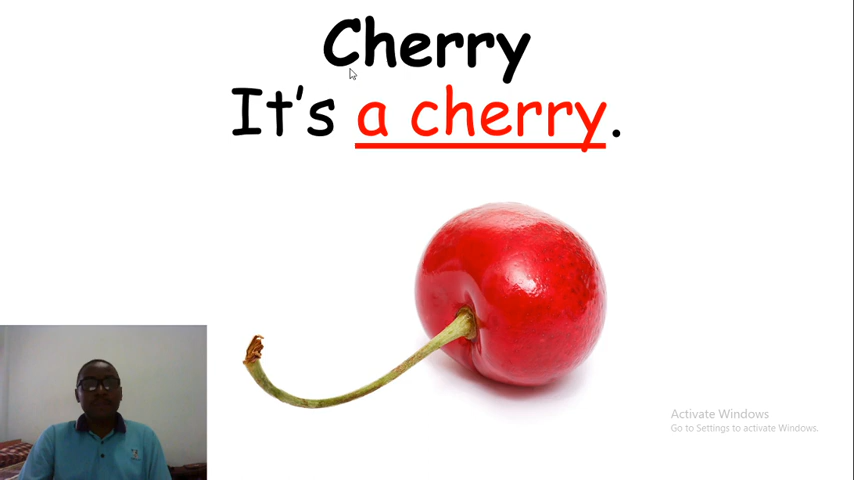 Cherry
It's a cherry.
Activate Windows
Go to Settings to activate Windows.